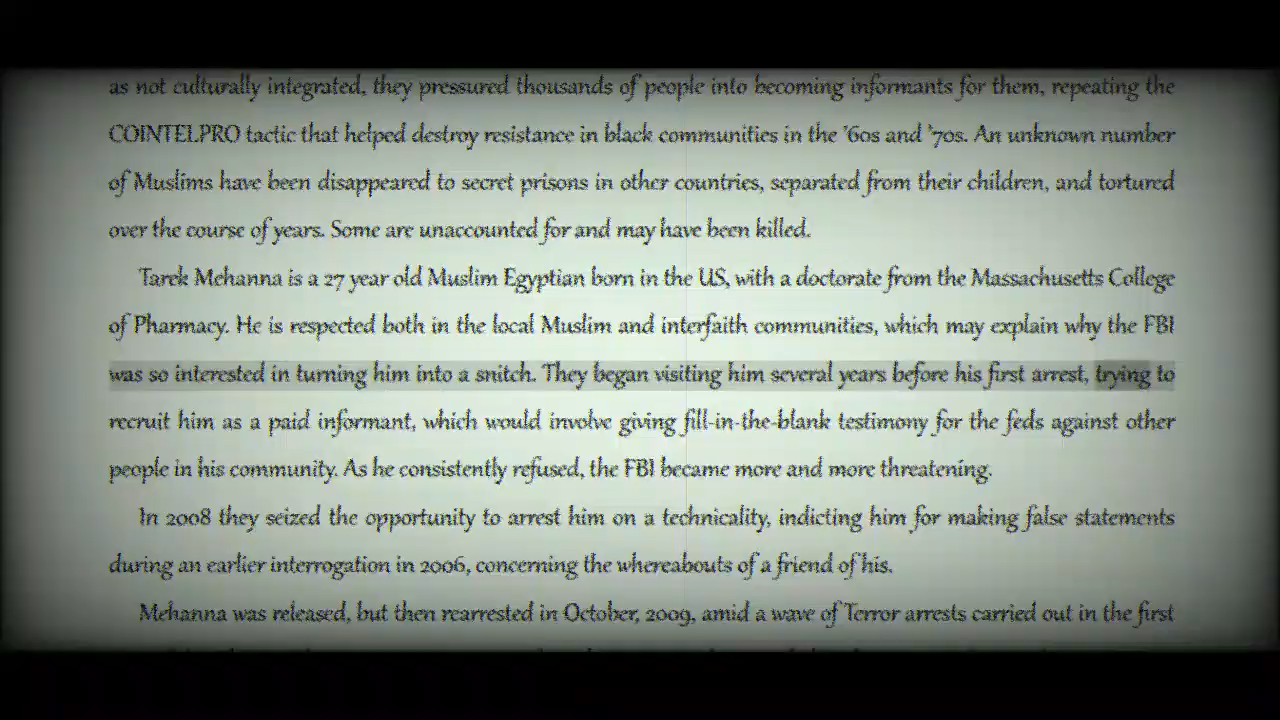 as not culturally integrated, they pressured thousands of people into becoming informants for them, repeating the
COINTELPRO tactic that helped destroy resistance in black communities in the '60s and '70s. An unknown number
of Muslims have been disappeared to secret prisons in other countries, separated from their children, and tortured
over the course of years. Some are unaccounted for and may have been killed.
Tarek Mehanna is a 27 year old Muslim Egyptian born in the US, with a doctorate from the Massachusetts College
of Pharmacy. He is respected both in the local Muslim and interfaith communities, which may explain why the FBI
was so interested in turning him into a snitch. They began visiting him several years before his first arrest, trying to
recruit him as a paid informant, which would involve giving fill-in-the-blank testimony for the feds against other
people in his community. As he consistently refused, the FBI became more and more threatening.
In 2008 they seized the opportunity to arrest him on a technicality, indicting him for making false statements
during an earlier interrogation in 2006, concerning the whereabouts of a friend of his.
Mehanna was released, but then rearrested in October, 2009, amid a wave of Terror arrests carried out in the first